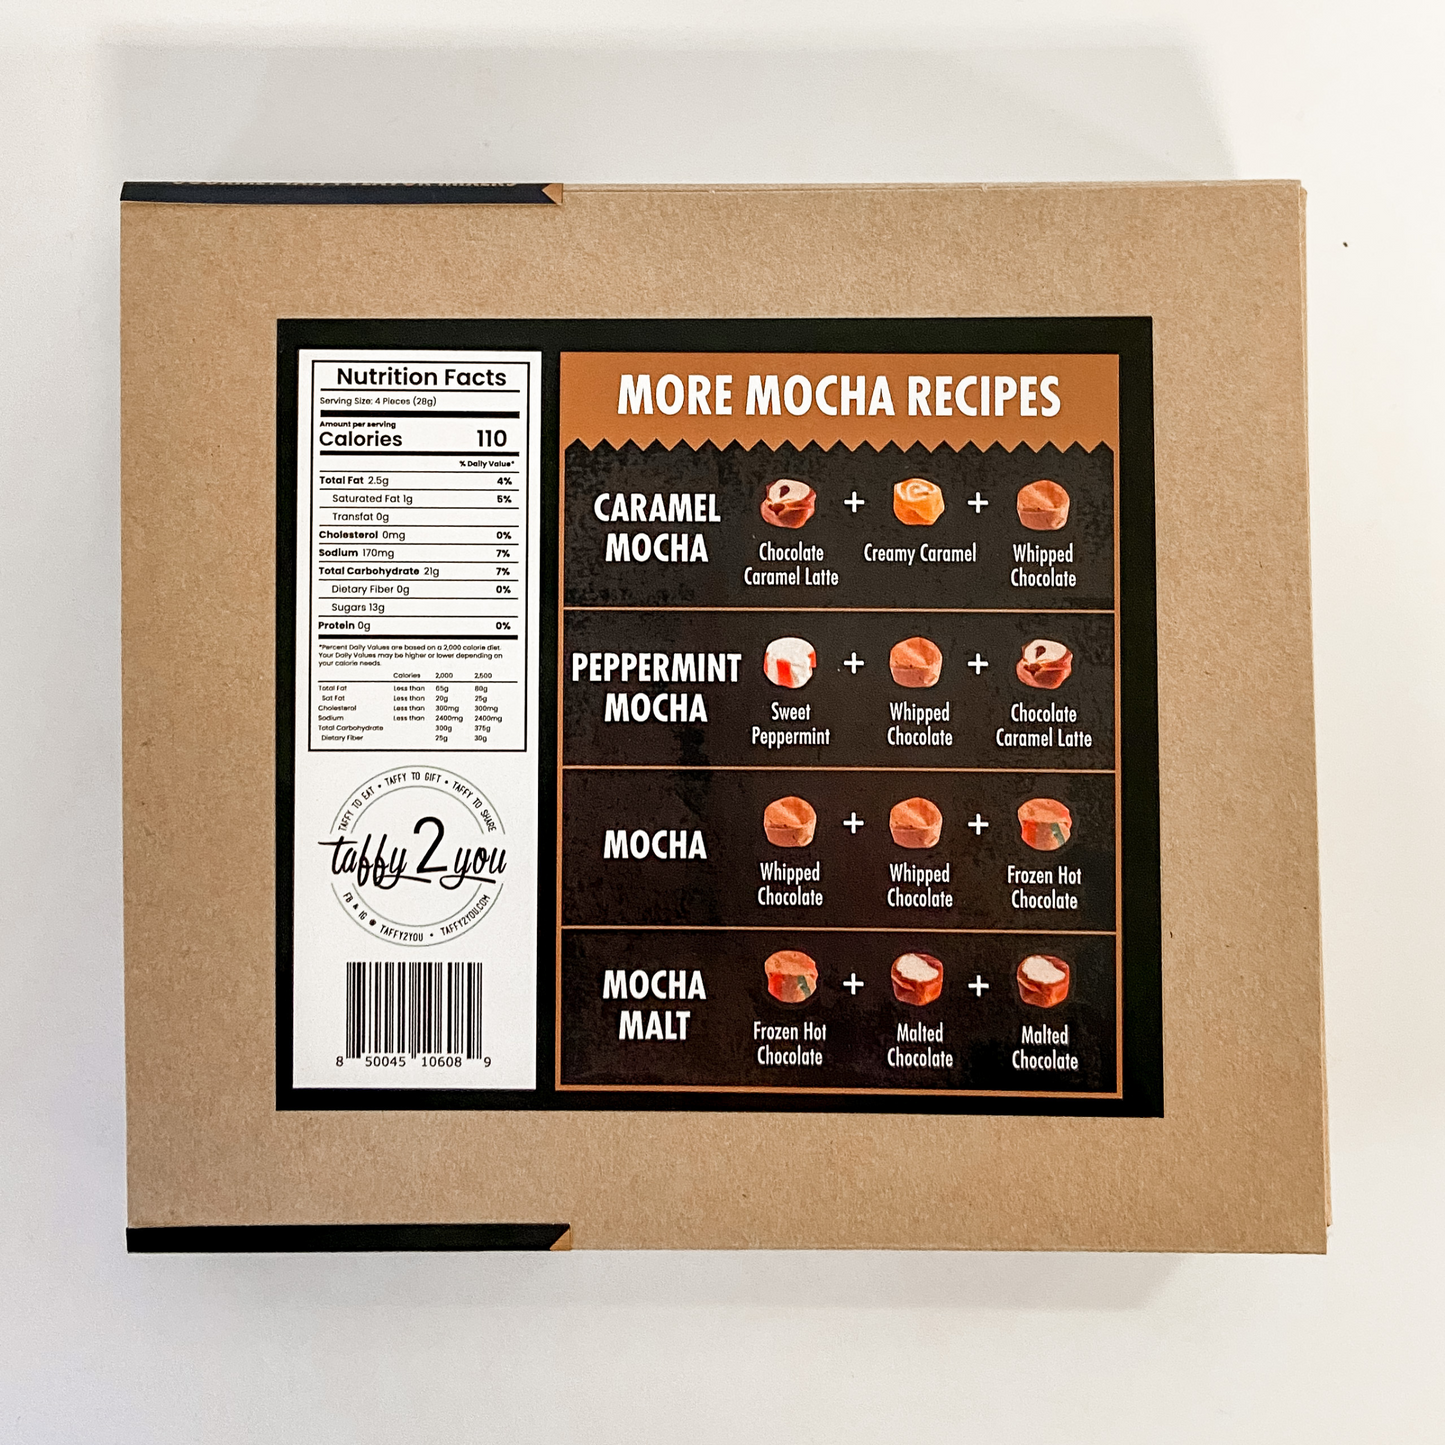 GOURMET TAFFY FLAVOR MIXERS
Nutrition Facts
Serving Size: 4 Pieces (28g)
Amount per serving
Calories 110
% Daily Value*
Total Fat 2.5g 4%
Saturated Fat 1g 5%
Transfat 0g
Cholesterol 0mg 0%
Sodium 170mg 7%
Total Carbohydrate 21g 7%
Dietary Fiber 0g 0%
Sugars 13g
Protein 0g 0%
*Percent Daily Values are based on a 2,000 calorie diet.
Your Daily Values may be higher or lower depending on
your calorie needs.
Calories 2,000 2,500
Total Fat Less than 65g 80g
Sat Fat Less than 20g 25g
Cholesterol Less than 300mg 300mg
Sodium Less than 2400mg 2400mg
Total Carbohydrate 300g 375g
Dietary Fiber 25g 30g
TAFFY TO EAT • TAFFY TO GIFT • TAFFY TO SHARE
taffy 2 you
FB & IG @ TAFFY2YOU • TAFFY2YOU.COM
8 50045 10608 9
MORE MOCHA RECIPES
CARAMEL
MOCHA
+ +
Chocolate
Caramel Latte
Creamy Caramel
Whipped
Chocolate
PEPPERMINT
MOCHA
+ +
Sweet
Peppermint
Whipped
Chocolate
Chocolate
Caramel Latte
MOCHA
+ +
Whipped
Chocolate
Whipped
Chocolate
Frozen Hot
Chocolate
MOCHA
MALT
+ +
Frozen Hot
Chocolate
Malted
Chocolate
Malted
Chocolate